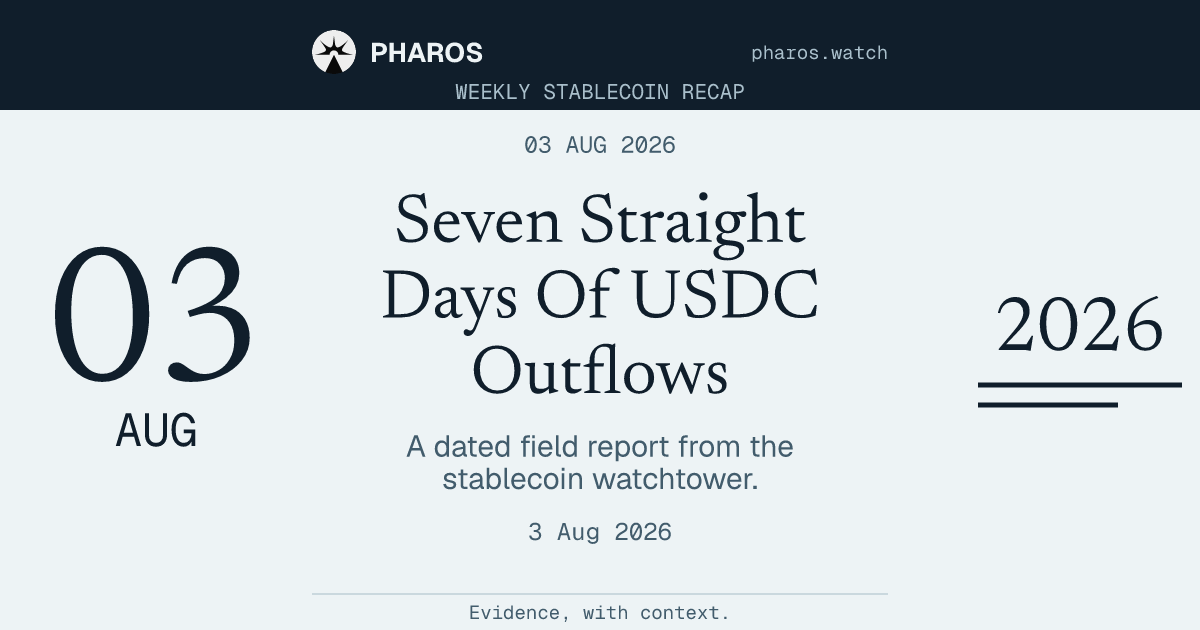 PHAROS
pharos.watch
WEEKLY STABLECOIN RECAP
03 AUG 2026
Seven Straight
Days Of USDC
Outflows
03
AUG
2026
A dated field report from the
stablecoin watchtower.
3 Aug 2026
Evidence, with context.